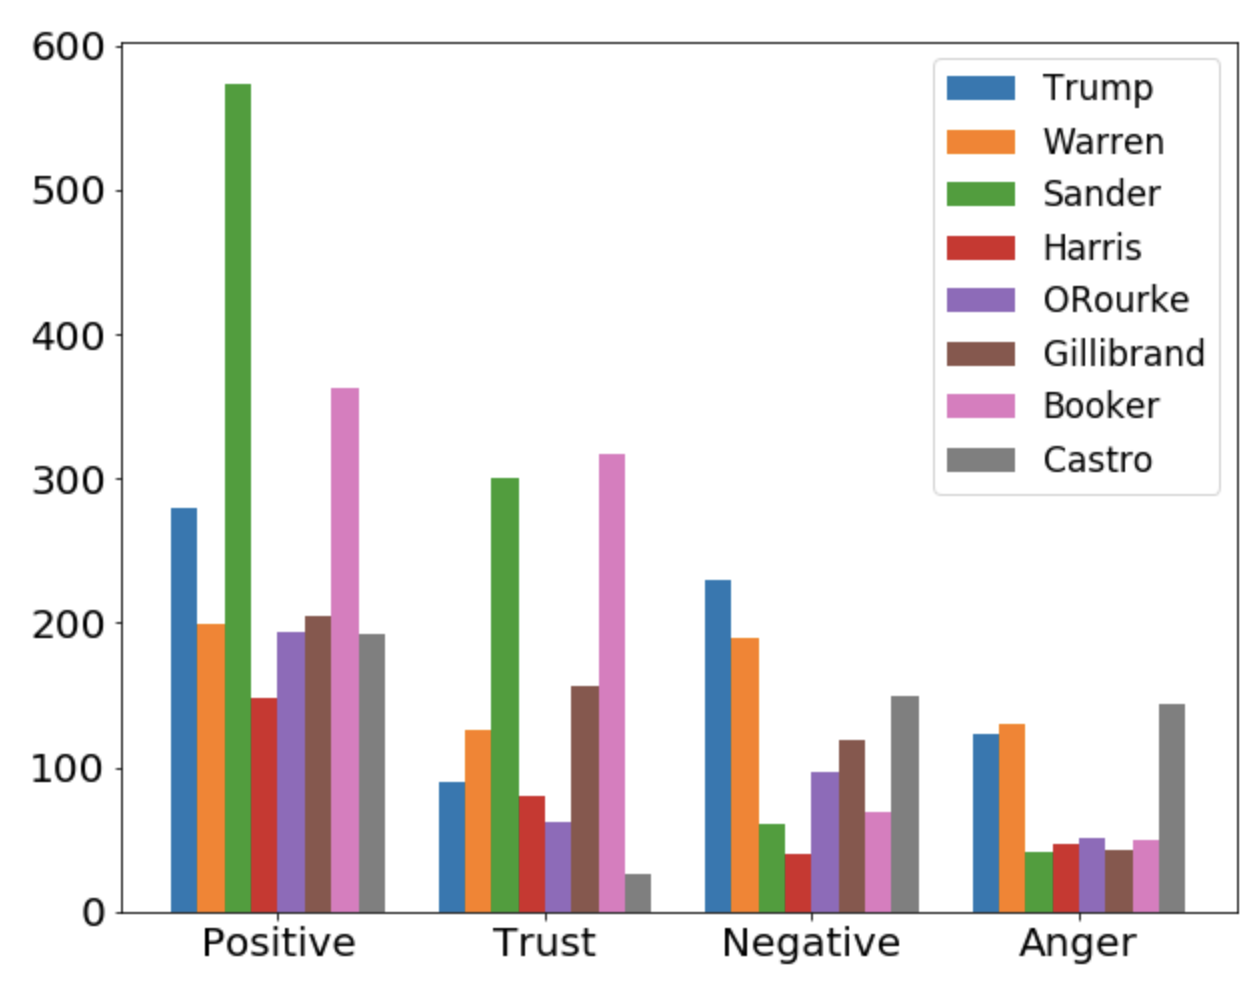 600
500
400
300
200
100
0
Trump
Warren
Sander
Harris
ORourke
Gillibrand
Booker
Castro
Positive Trust Negative Anger